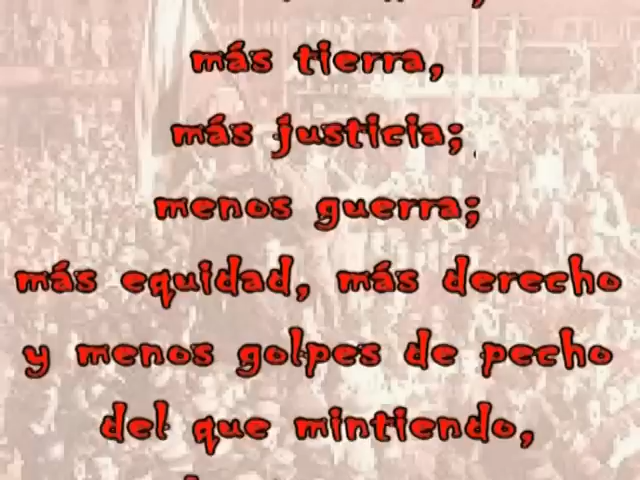 más tierra,
más justicia;
menos guerra;
más equidad, más derecho
y menos golpes de pecho
del que mintiendo,